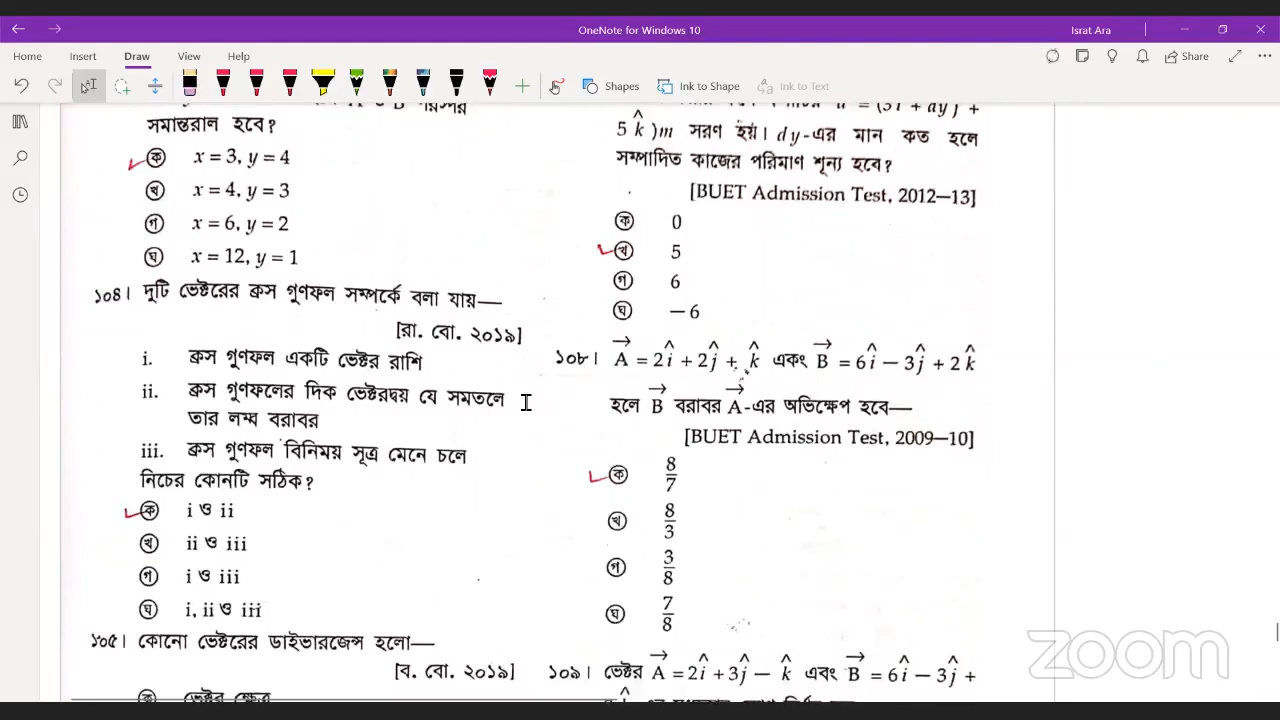 OneNote for Windows 10
Israt Ara
Home Insert Draw View Help
Share
Shapes Ink to Shape Ink to Text
A ও B পরস্পর
সমান্তরাল হবে?
ক x = 3, y = 4
খ x = 4, y = 3
গ x = 6, y = 2
ঘ x = 12, y = 1
১০৪। দুটি ভেক্টরের ক্রস গুণফল সম্পর্কে বলা যায়—
[রা. বো. ২০১৯]
i. ক্রস গুণফল একটি ভেক্টর রাশি
ii. ক্রস গুণফলের দিক ভেক্টরদ্বয় যে সমতলে
তার লম্ব বরাবর
iii. ক্রস গুণফল বিনিময় সূত্র মেনে চলে
নিচের কোনটি সঠিক?
ক i ও ii
খ ii ও iii
গ i ও iii
ঘ i, ii ও iii
১০৫। কোনো ভেক্টরের ডাইভারজেন্স হলো—
[ব. বো. ২০১৯]
ক ভেক্টর ক্ষেত্র
= (3i + dyj +
5k̂)m সরণ হয়। dy-এর মান কত হলে
সম্পাদিত কাজের পরিমাণ শূন্য হবে?
[BUET Admission Test, 2012–13]
ক 0
খ 5
গ 6
ঘ – 6
১০৮। A⃗ = 2î + 2ĵ + k̂ একং B⃗ = 6î – 3ĵ + 2k̂
হলে B⃗ বরাবর A⃗-এর অভিক্ষেপ হবে—
[BUET Admission Test, 2009–10]
ক 8/7
খ 8/3
গ 3/8
ঘ 7/8
১০৯। ভেক্টর A⃗ = 2î + 3ĵ – k̂ এবং B⃗ = 6î – 3ĵ +
zoom